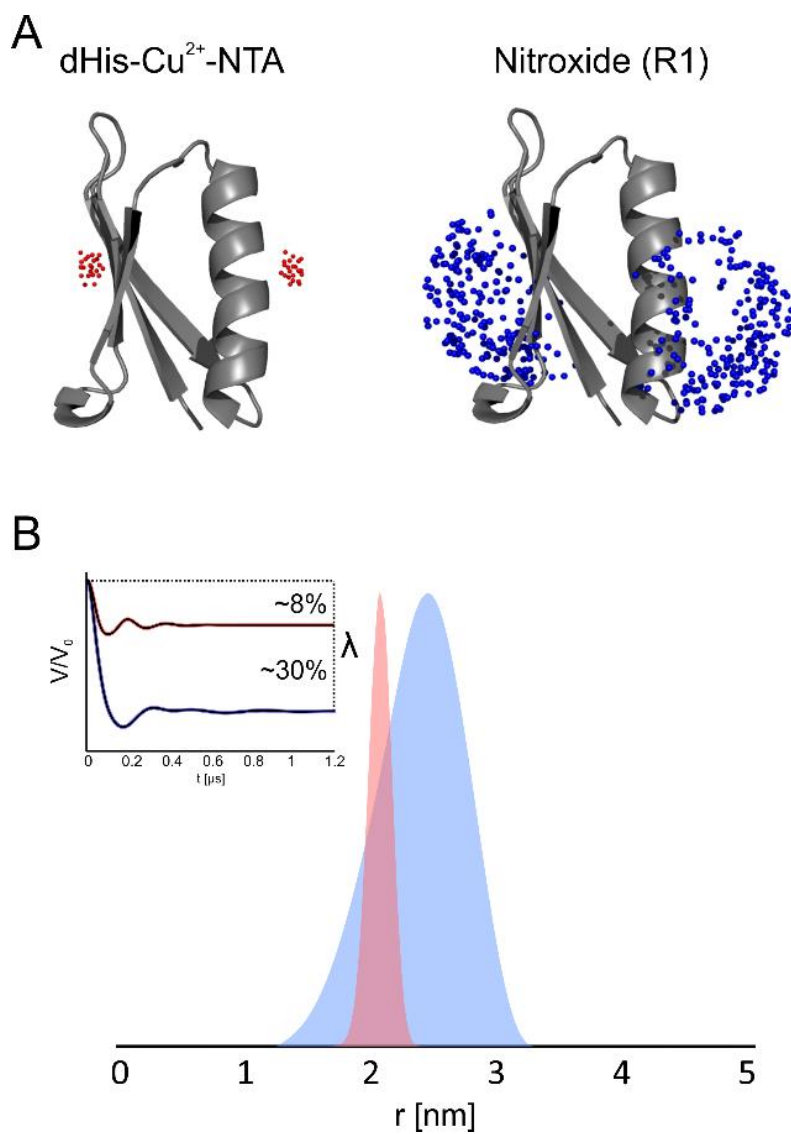 A
dHis-Cu²⁺-NTA
Nitroxide (R1)
B
~8%
~30%
λ
V/V₀
0 0.2 0.4 0.6 0.8 1 1.2
t [µs]
0 1 2 3 4 5
r [nm]